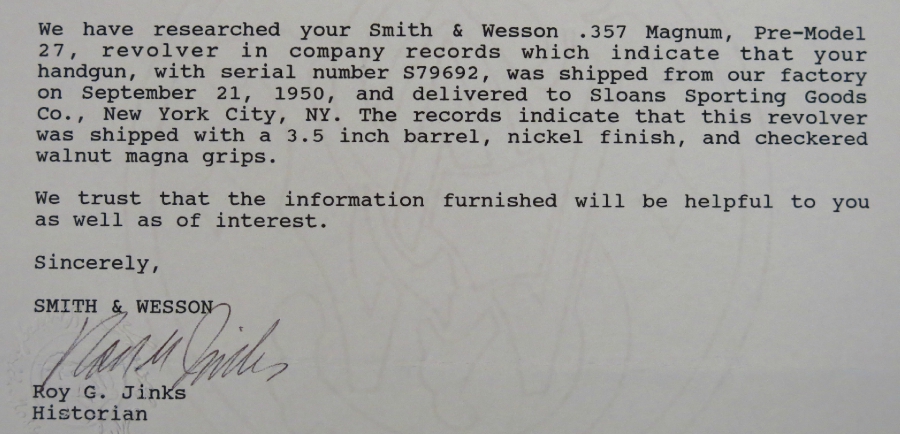 We have researched your Smith & Wesson .357 Magnum, Pre-Model
27, revolver in company records which indicate that your
handgun, with serial number S79692, was shipped from our factory
on September 21, 1950, and delivered to Sloans Sporting Goods
Co., New York City, NY. The records indicate that this revolver
was shipped with a 3.5 inch barrel, nickel finish, and checkered
walnut magna grips.
We trust that the information furnished will be helpful to you
as well as of interest.
Sincerely,
SMITH & WESSON
Roy G. Jinks
Roy G. Jinks
Historian